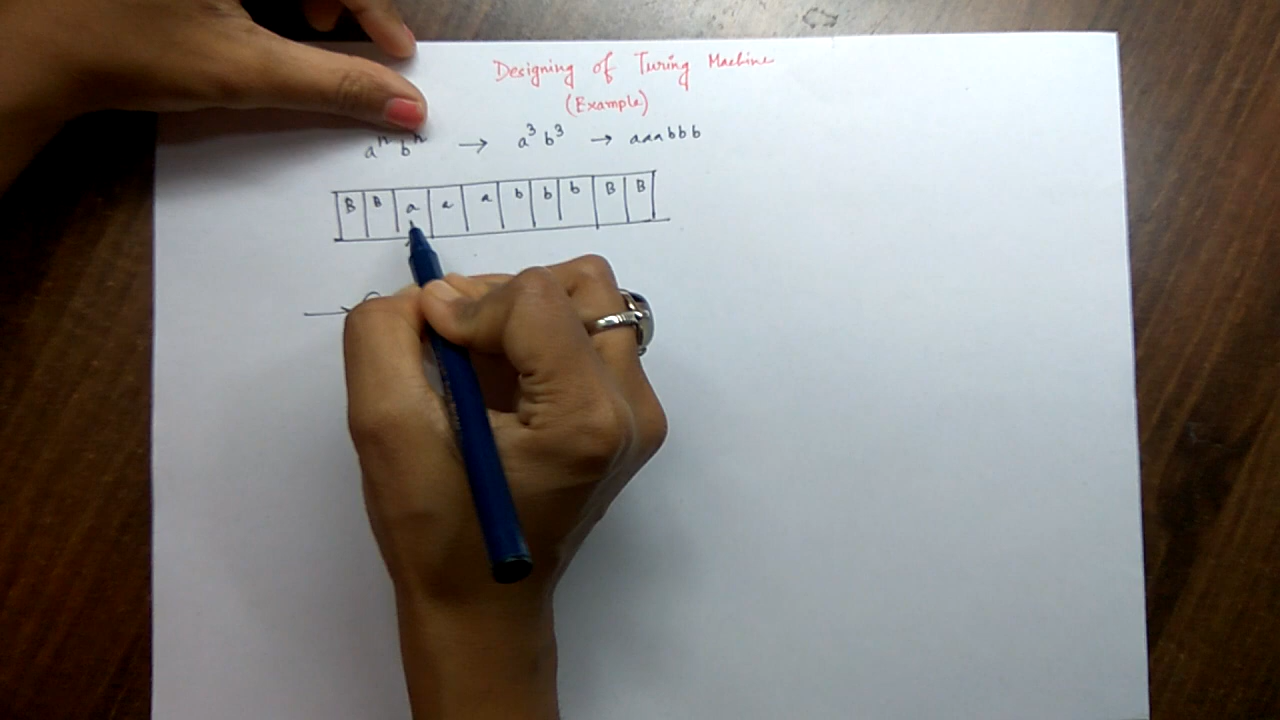 Designing of Turing Machine
(Example)
aⁿ bⁿ → a³ b³ → aaabbb
B B a a a b b b B B